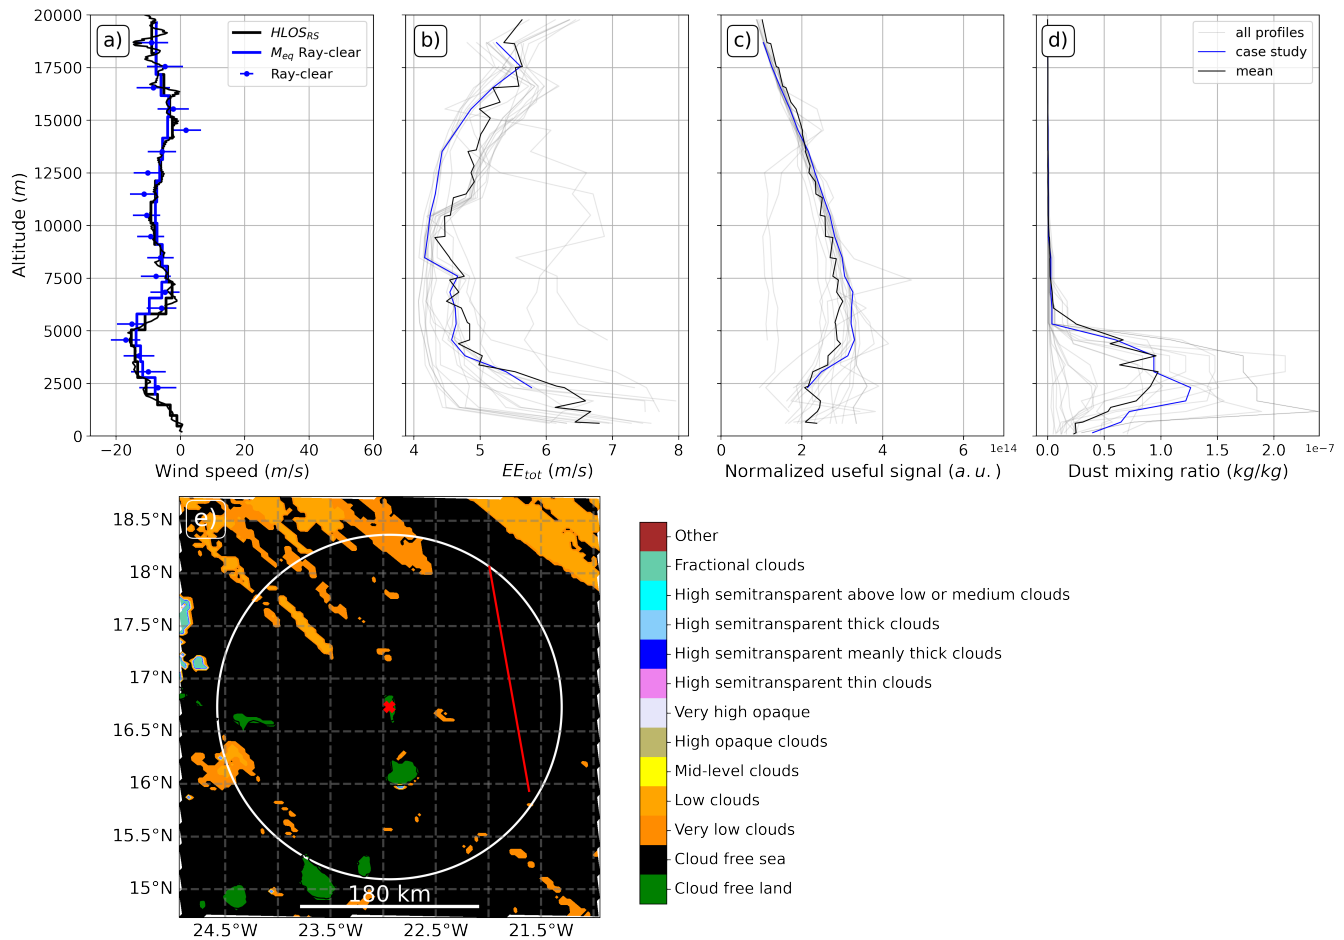 a)
HLOS_RS
M_eq Ray-clear
Ray-clear
20000
17500
15000
12500
10000
7500
5000
2500
0
Altitude (m)
−20 0 20 40 60
Wind speed (m/s)
b)
4 5 6 7 8
EE_tot (m/s)
c)
0 2 4 6
1e14
Normalized useful signal (a.u.)
d)
all profiles
case study
mean
0.0 0.5 1.0 1.5 2.0
1e−7
Dust mixing ratio (kg/kg)
e)
18.5°N
18°N
17.5°N
17°N
16.5°N
16°N
15.5°N
15°N
180 km
24.5°W 23.5°W 22.5°W 21.5°W
Other
Fractional clouds
High semitransparent above low or medium clouds
High semitransparent thick clouds
High semitransparent meanly thick clouds
High semitransparent thin clouds
Very high opaque
High opaque clouds
Mid-level clouds
Low clouds
Very low clouds
Cloud free sea
Cloud free land